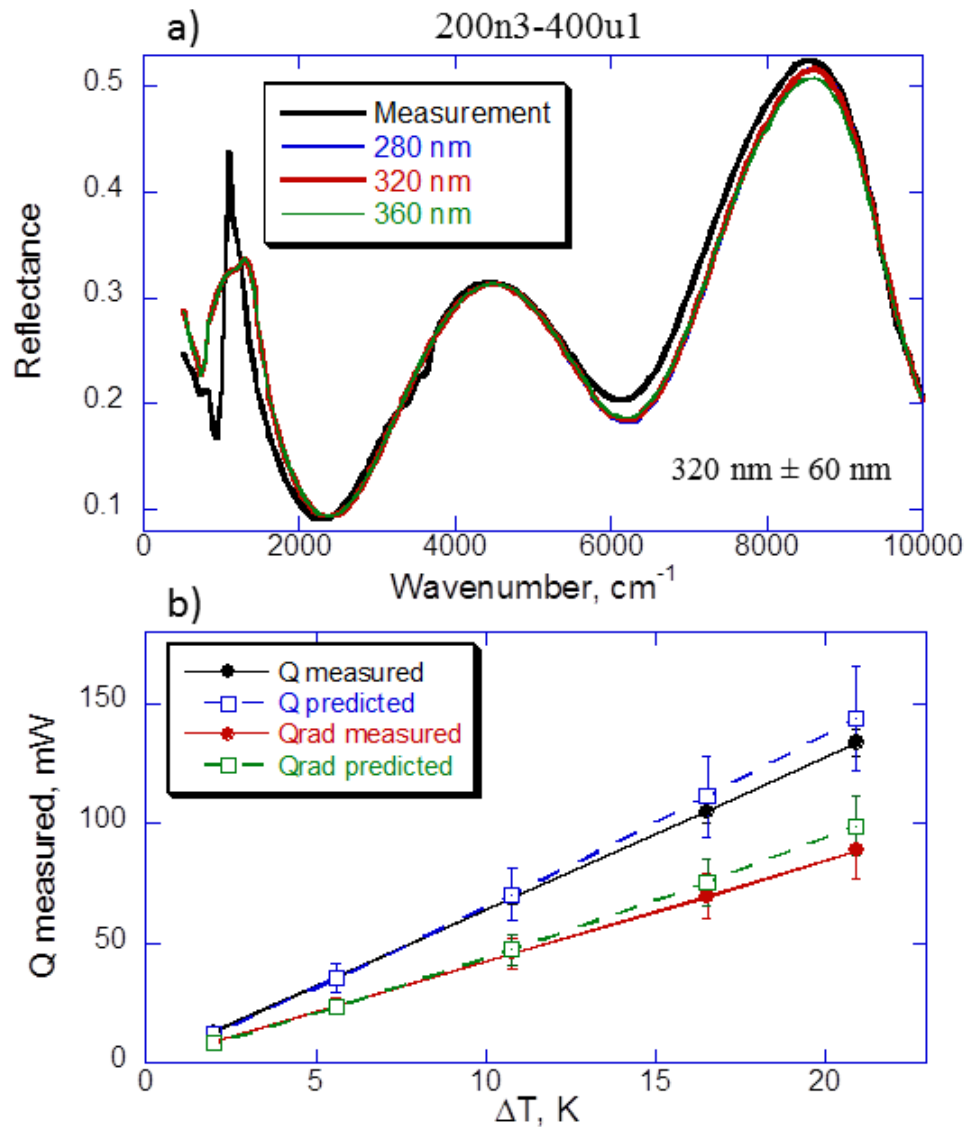 a)
200n3-400u1
0.5
0.4
0.3
0.2
0.1
Reflectance
Measurement
280 nm
320 nm
360 nm
320 nm ± 60 nm
0 2000 4000 6000 8000 10000
Wavenumber, cm⁻¹
b)
150
100
50
0
Q measured, mW
Q measured
Q predicted
Qrad measured
Qrad predicted
0 5 10 15 20
ΔT, K